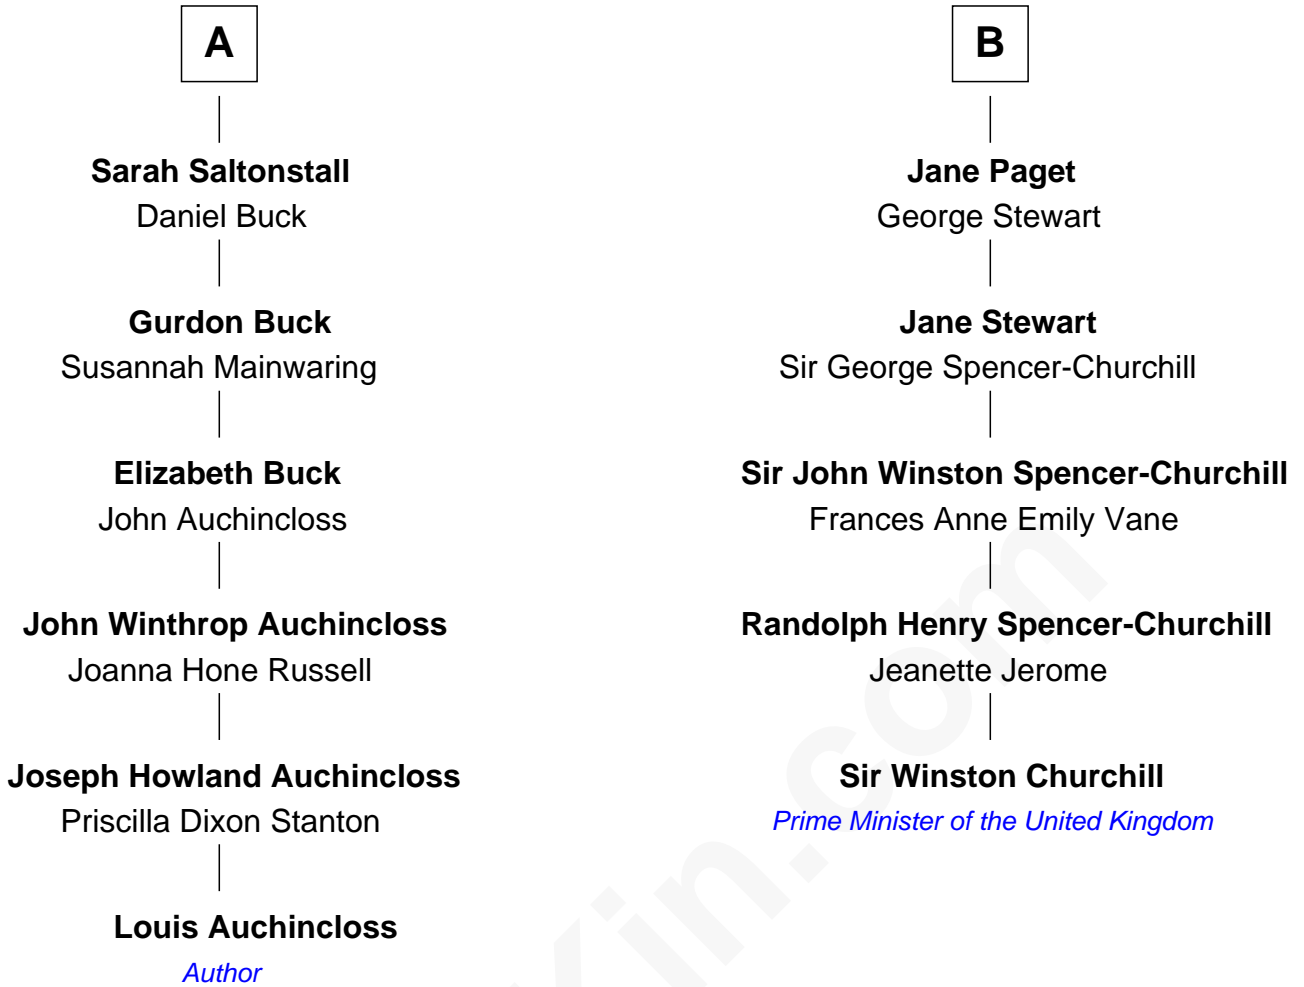 A
Sarah Saltonstall
Daniel Buck
Gurdon Buck
Susannah Mainwaring
Elizabeth Buck
John Auchincloss
John Winthrop Auchincloss
Joanna Hone Russell
Joseph Howland Auchincloss
Priscilla Dixon Stanton
Louis Auchincloss
Author
B
Jane Paget
George Stewart
Jane Stewart
Sir George Spencer-Churchill
Sir John Winston Spencer-Churchill
Frances Anne Emily Vane
Randolph Henry Spencer-Churchill
Jeanette Jerome
Sir Winston Churchill
Prime Minister of the United Kingdom